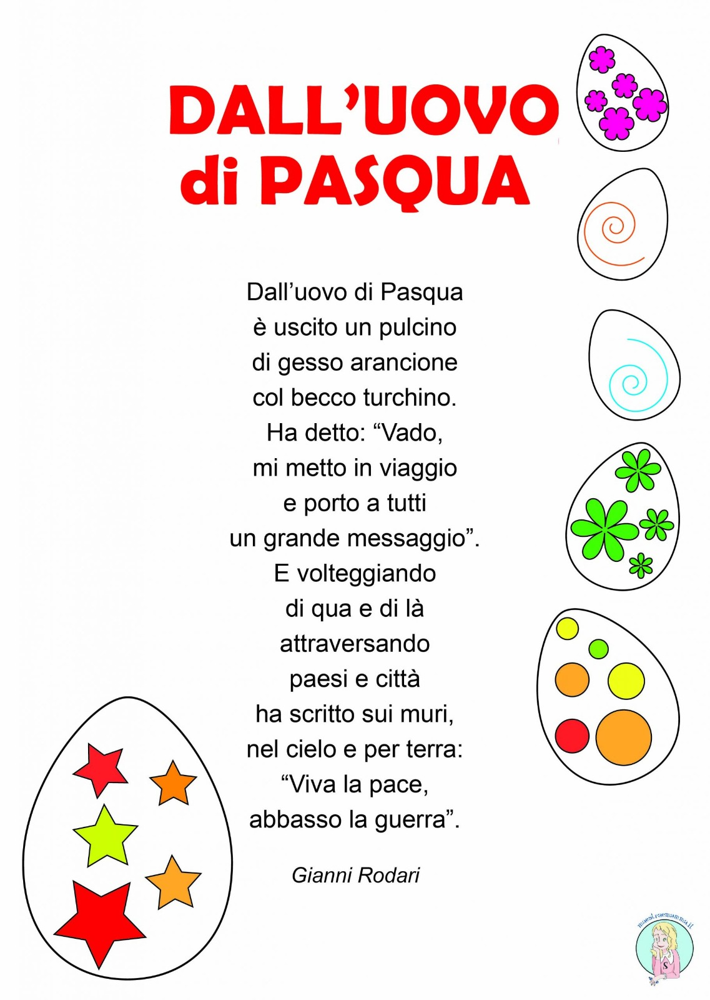 DALL’UOVO
di PASQUA
Dall’uovo di Pasqua
è uscito un pulcino
di gesso arancione
col becco turchino.
Ha detto: “Vado,
mi metto in viaggio
e porto a tutti
un grande messaggio”.
E volteggiando
di qua e di là
attraversando
paesi e città
ha scritto sui muri,
nel cielo e per terra:
“Viva la pace,
abbasso la guerra”.
Gianni Rodari
maestraemamma.it
S